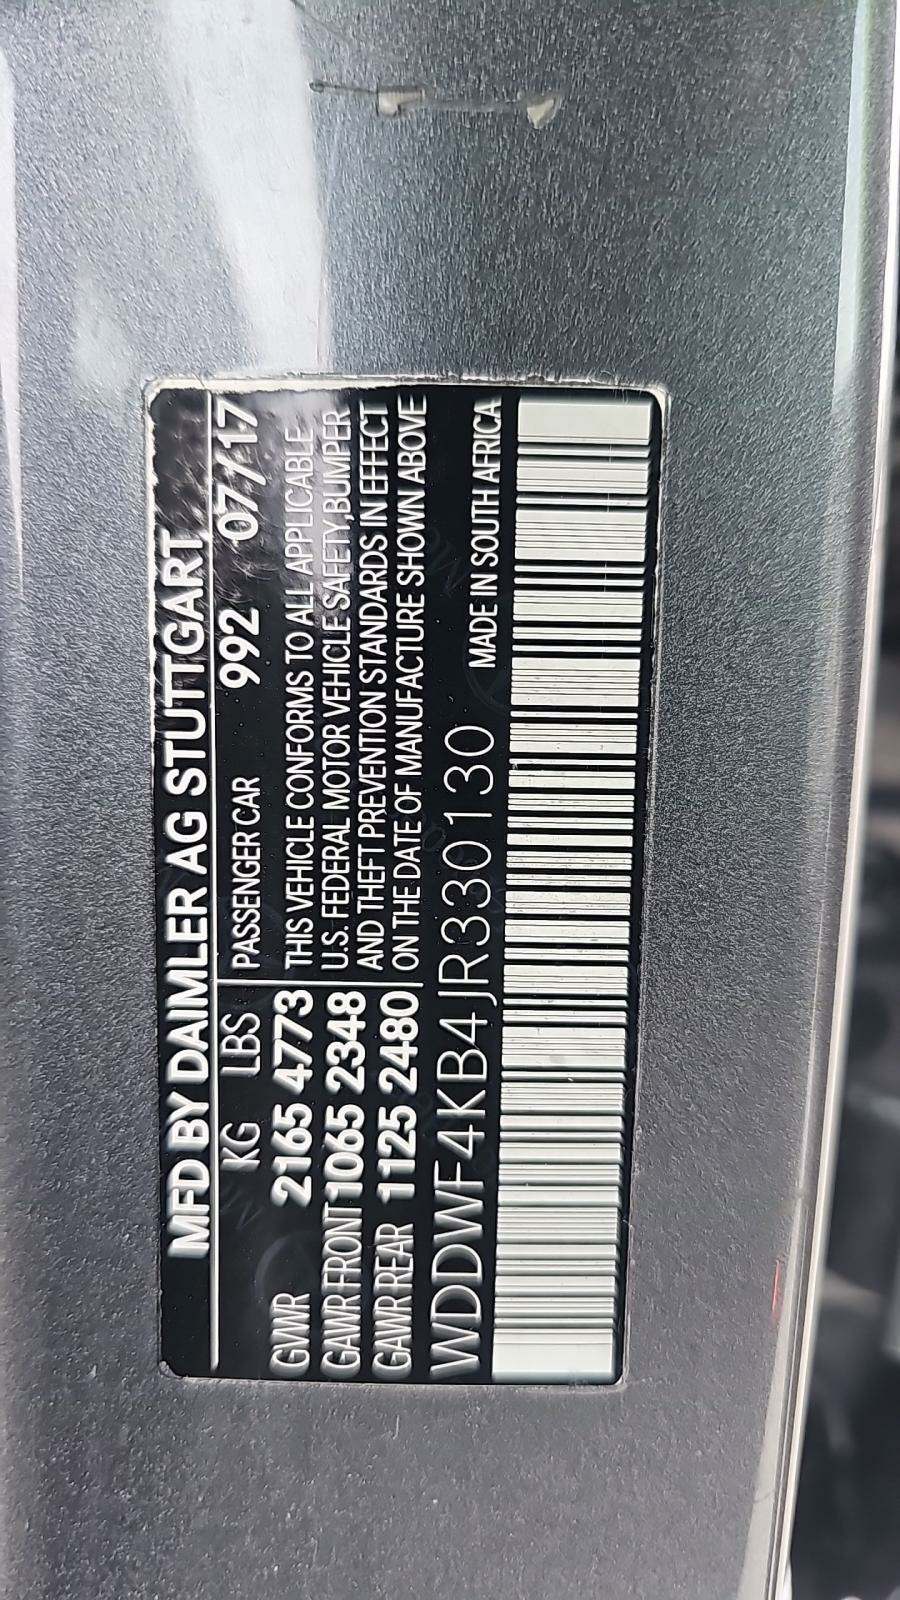 MFD BY DAIMLER AG STUTTGART
KG LBS PASSENGER CAR 992 07/17
GVWR 2165 4773 THIS VEHICLE CONFORMS TO ALL APPLICABLE
GAWR FRONT 1065 2348 U.S. FEDERAL MOTOR VEHICLE SAFETY, BUMPER
GAWR REAR 1125 2480 AND THEFT PREVENTION STANDARDS IN EFFECT
ON THE DATE OF MANUFACTURE SHOWN ABOVE
WDDWF4KB4JR330130 MADE IN SOUTH AFRICA